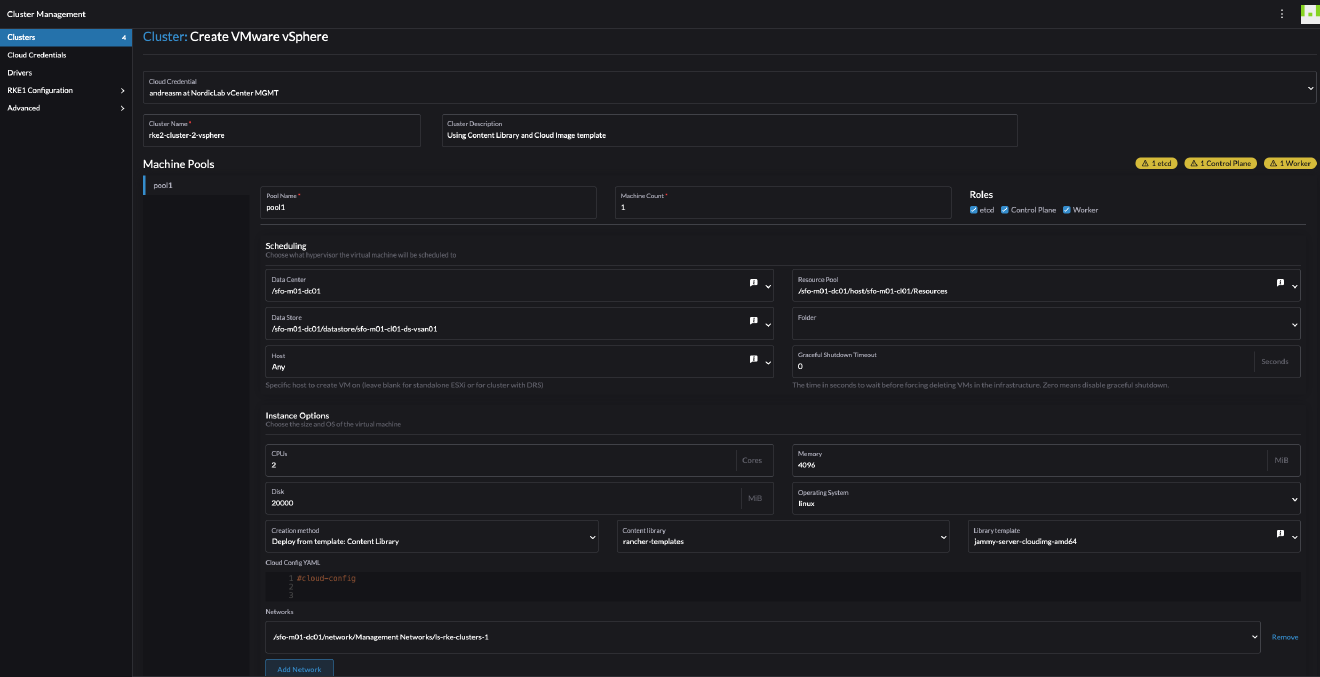 Cluster Management
Clusters 4
Cloud Credentials
Drivers
RKE1 Configuration
Advanced
Cluster: Create VMware vSphere
Cloud Credential
andreasm at NordicLab vCenter MGMT
Cluster Name*
rke2-cluster-2-vsphere
Cluster Description
Using Content Library and Cloud Image template
Machine Pools
1 etcd 1 Control Plane 1 Worker
pool1
Pool Name*
pool1
Machine Count*
1
Roles
etcd Control Plane Worker
Scheduling
Choose what hypervisor the virtual machine will be scheduled to
Data Center
/sfo-m01-dc01
Resource Pool
/sfo-m01-dc01/host/sfo-m01-cl01/Resources
Data Store
/sfo-m01-dc01/datastore/sfo-m01-cl01-ds-vsan01
Folder
Host
Any
Graceful Shutdown Timeout
0 Seconds
Specific host to create VM on (leave blank for standalone ESXi or for cluster with DRS)
The time in seconds to wait before forcing deleting VMs in the infrastructure. Zero means disable graceful shutdown.
Instance Options
Choose the size and OS of the virtual machine
CPUs
2 Cores
Memory
4096 MiB
Disk
20000 MiB
Operating System
linux
Creation method
Deploy from template: Content Library
Content library
rancher-templates
Library template
jammy-server-cloudimg-amd64
Cloud Config YAML
1 #cloud-config
2
3
Networks
/sfo-m01-dc01/network/Management Networks/ls-rke-clusters-1
Remove
Add Network